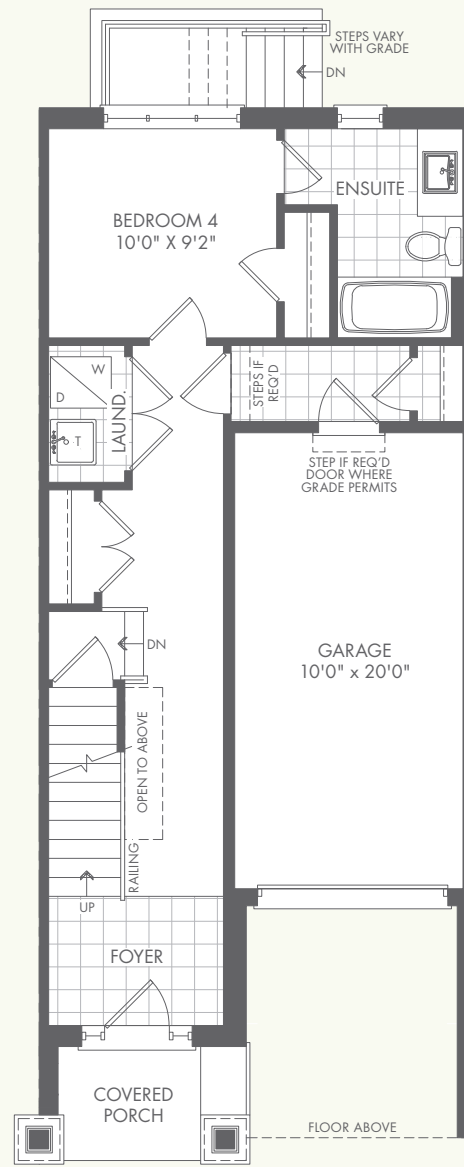 STEPS VARY
WITH GRADE
DN
ENSUITE
BEDROOM 4
10'0" X 9'2"
W
D
LAUND.
T
STEPS IF
REQ'D
STEP IF REQ'D
DOOR WHERE
GRADE PERMITS
DN
GARAGE
10'0" x 20'0"
OPEN TO ABOVE
RAILING
UP
FOYER
COVERED
PORCH
FLOOR ABOVE